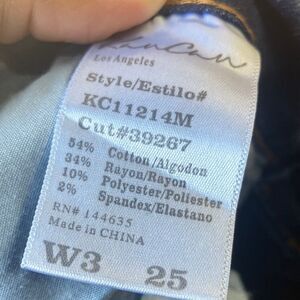 KanCan
Los Angeles
Style/Estilo#
KC11214M
Cut#39267
54% Cotton/Algodon
34% Rayon/Rayon
10% Polyester/Poliester
2% Spandex/Elastano
RN# 144635
Made in CHINA
W3 25